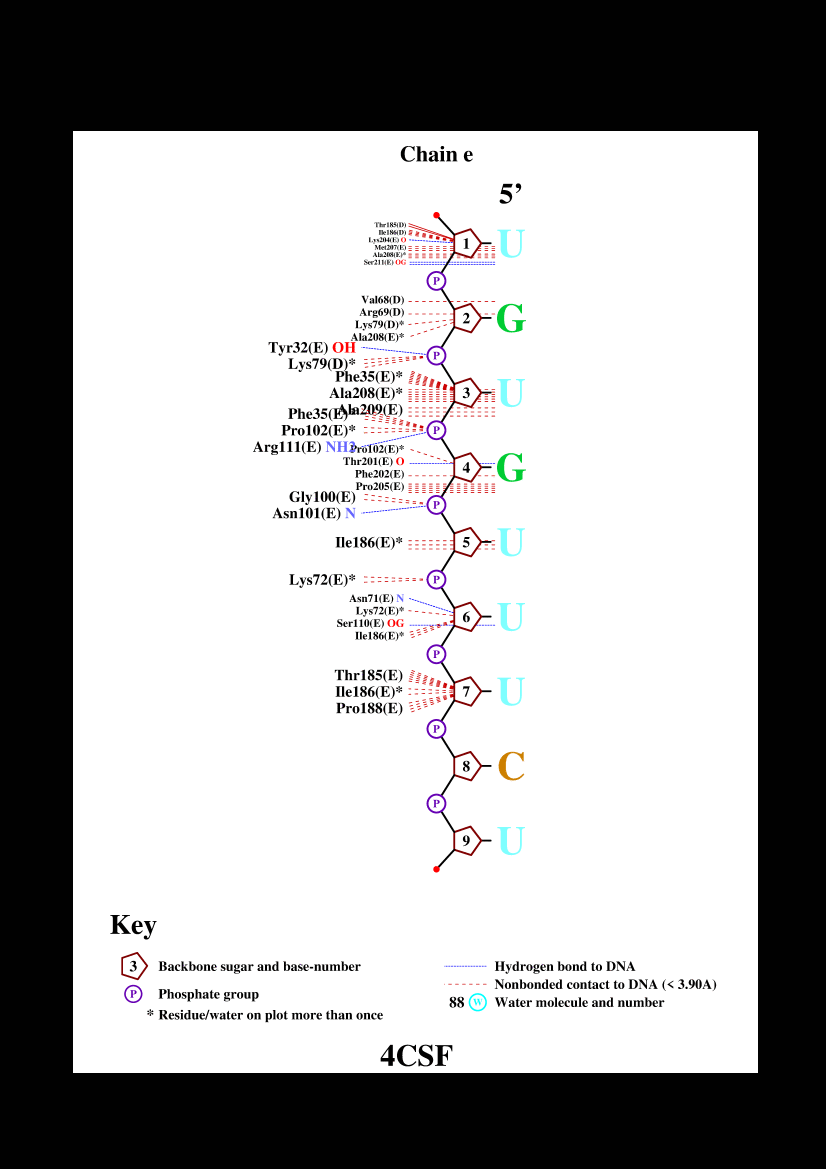 Chain e
5’
Thr185(D)
Ile186(D)
Lys204(E) O
1 U
Met207(E)
Ala208(E)*
Ser211(E) OG
P
Val68(D)
Arg69(D)
2 G
Lys79(D)*
Ala208(E)*
Tyr32(E) OH
P
Lys79(D)*
Phe35(E)*
Ala208(E)*
3 U
Ala209(E)
Phe35(E)*
Pro102(E)*
P
Arg111(E) NH2
Pro102(E)*
Thr201(E) O
4 G
Phe202(E)
Pro205(E)
Gly100(E)
P
Asn101(E) N
Ile186(E)*
5 U
Lys72(E)*
P
Asn71(E) N
Lys72(E)*
6 U
Ser110(E) OG
Ile186(E)*
P
Thr185(E)
Ile186(E)*
7 U
Pro188(E)
P
8 C
P
9 U
Key
3 Backbone sugar and base-number
P Phosphate group
* Residue/water on plot more than once
Hydrogen bond to DNA
Nonbonded contact to DNA (< 3.90A)
88 W Water molecule and number
4CSF